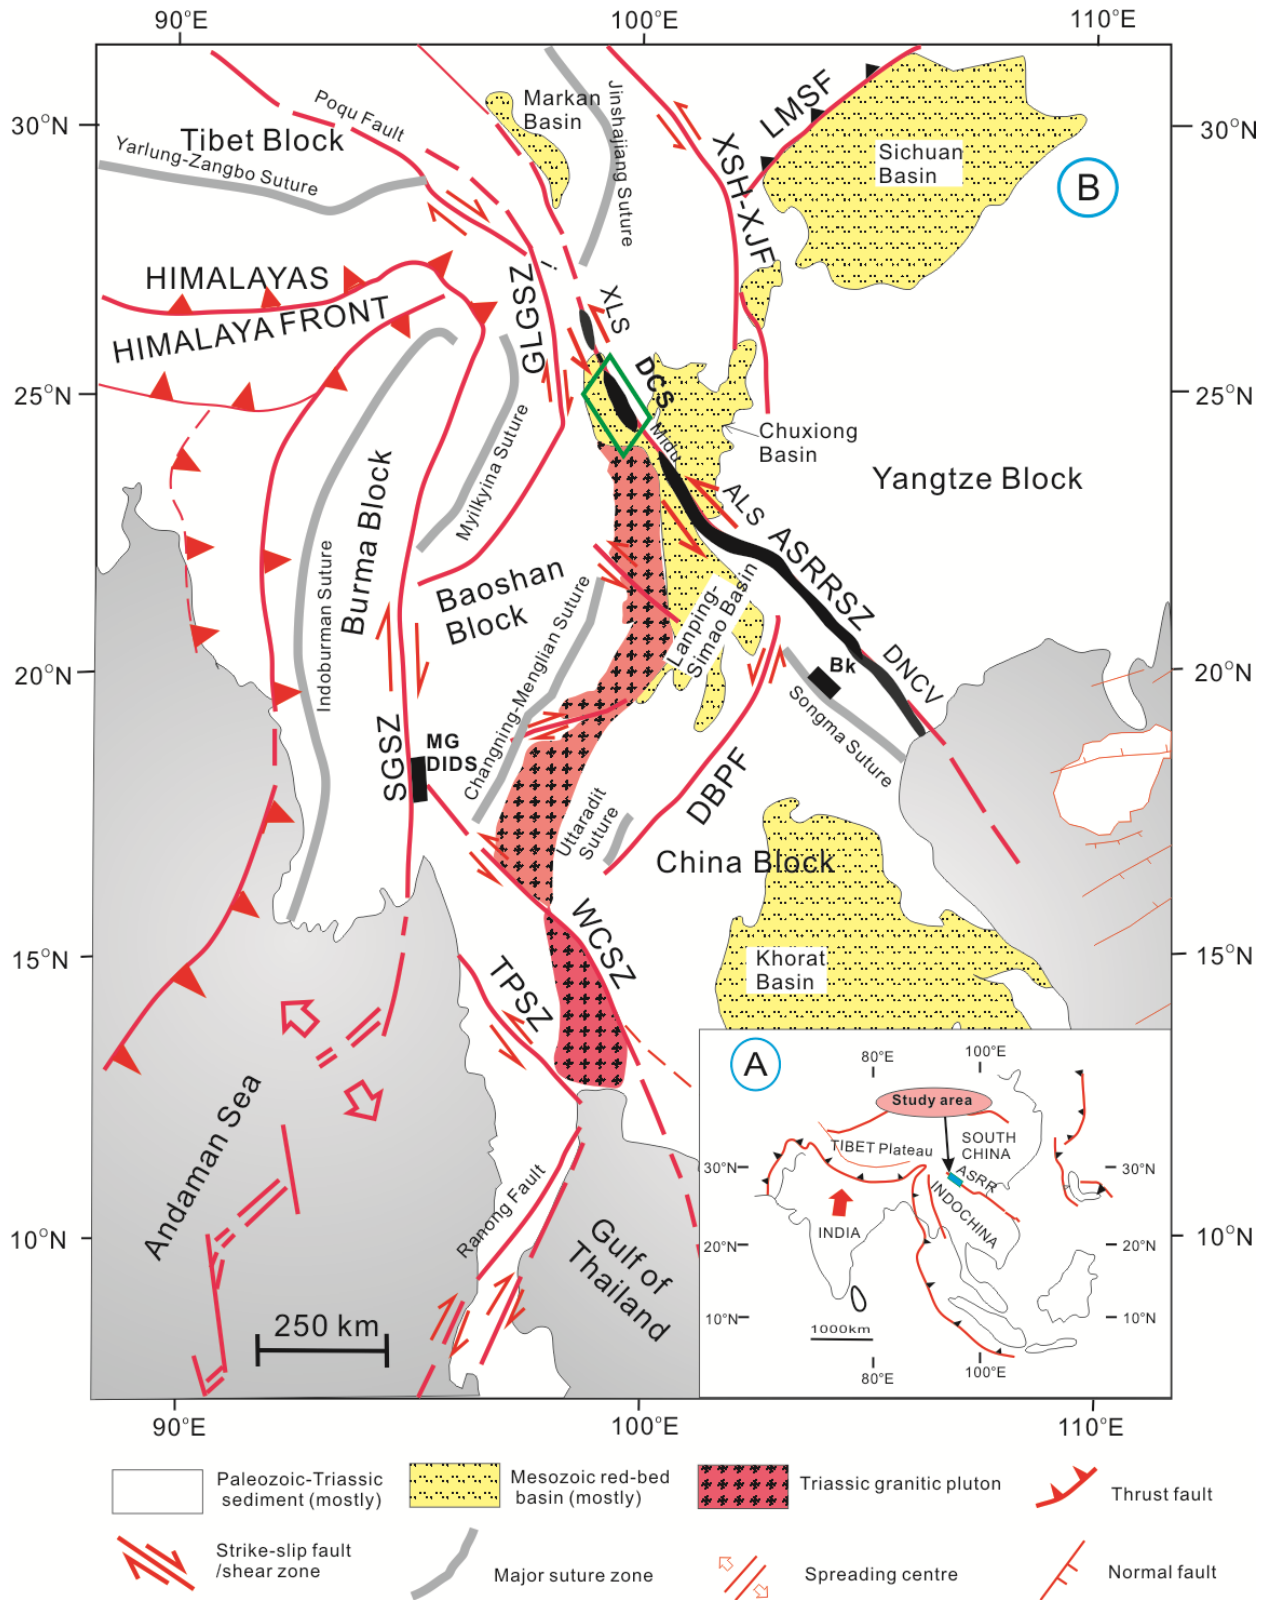 90°E
100°E
110°E
30°N
30°N
25°N
25°N
20°N
20°N
15°N
15°N
10°N
10°N
90°E
100°E
110°E
B
Poqu Fault
Tibet Block
Yarlung-Zangbo Suture
Markan
Basin
Jinshajiang Suture
XSH-XJF
LMSF
Sichuan
Basin
HIMALAYAS
HIMALAYA FRONT
GLGSZ
XLS
DCS
Midu
Chuxiong
Basin
Yangtze Block
Myilkyina Suture
Burma Block
Indoburman Suture
ALS
ASRRSZ
Baoshan
Block
Lanping-
Simao Basin
Changning-Menglian Suture
DNCV
Bk
Songma Suture
SGSZ
MG
DIDS
DBPF
Uttaradit
Suture
China Block
WCSZ
TPSZ
Khorat
Basin
Andaman Sea
Ranong Fault
Gulf of
Thailand
250 km
A
80°E
100°E
Study area
TIBET Plateau
SOUTH
CHINA
ASRR
INDOCHINA
INDIA
30°N
30°N
20°N
20°N
10°N
10°N
1000km
80°E
100°E
Paleozoic-Triassic
sediment (mostly)
Mesozoic red-bed
basin (mostly)
Triassic granitic pluton
Thrust fault
Strike-slip fault
/shear zone
Major suture zone
Spreading centre
Normal fault